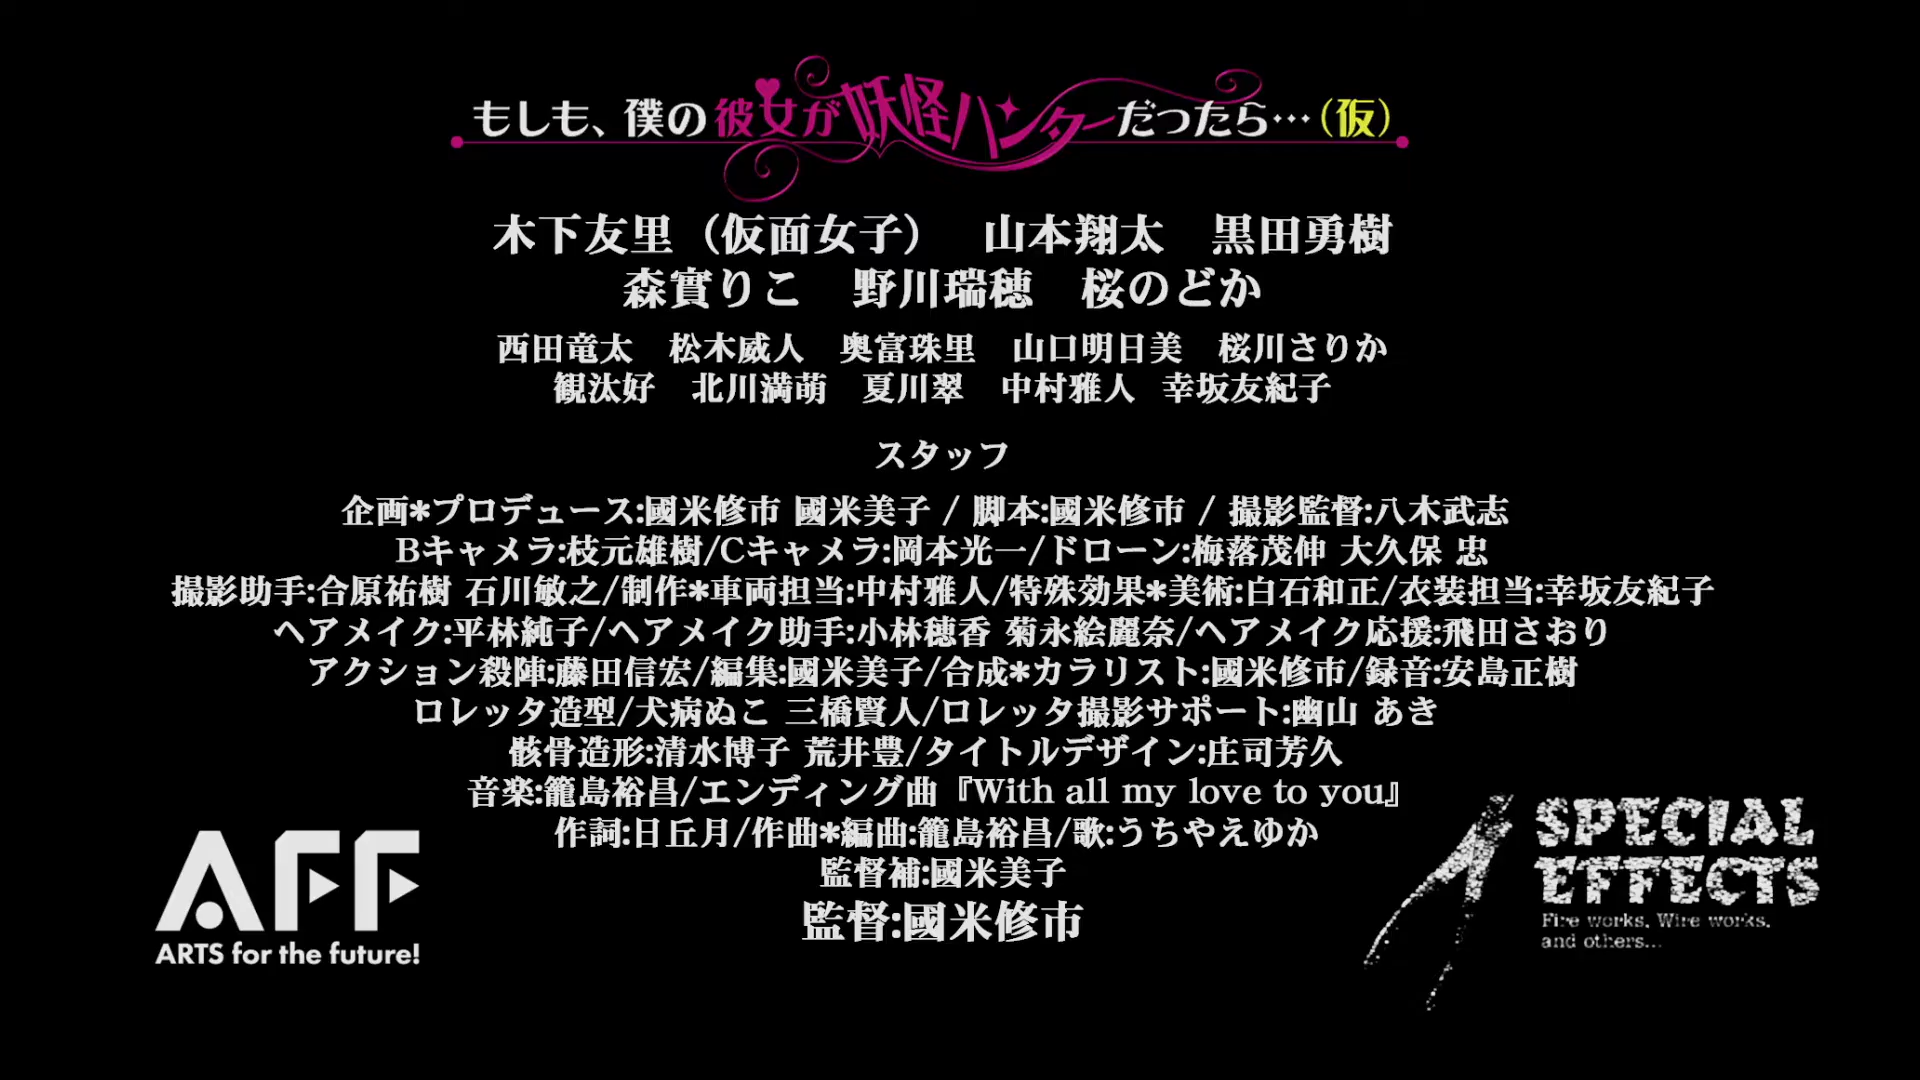 もしも、僕の彼女が妖怪ハンターだったら…（仮）
木下友里（仮面女子）　山本翔太　黒田勇樹
森實りこ　野川瑞穂　桜のどか
西田竜太　松木威人　奥富珠里　山口明日美　桜川さりか
観汰好　北川満萌　夏川翠　中村雅人　幸坂友紀子
スタッフ
企画*プロデュース:國米修市 國米美子 / 脚本:國米修市 / 撮影監督:八木武志
Bキャメラ:枝元雄樹/Cキャメラ:岡本光一/ドローン:梅落茂伸 大久保 忠
撮影助手:合原祐樹 石川敏之/制作*車両担当:中村雅人/特殊効果*美術:白石和正/衣装担当:幸坂友紀子
ヘアメイク:平林純子/ヘアメイク助手:小林穂香 菊永絵麗奈/ヘアメイク応援:飛田さおり
アクション殺陣:藤田信宏/編集:國米美子/合成*カラリスト:國米修市/録音:安島正樹
ロレッタ造型/犬病ぬこ 三橋賢人/ロレッタ撮影サポート:幽山 あき
骸骨造形:清水博子 荒井豊/タイトルデザイン:庄司芳久
音楽:籠島裕昌/エンディング曲『With all my love to you』
作詞:日丘月/作曲*編曲:籠島裕昌/歌:うちやえゆか
監督補:國米美子
監督:國米修市
AFF
ARTS for the future!
SPECIAL
EFFECTS
Fire works, Wire works,
and others...